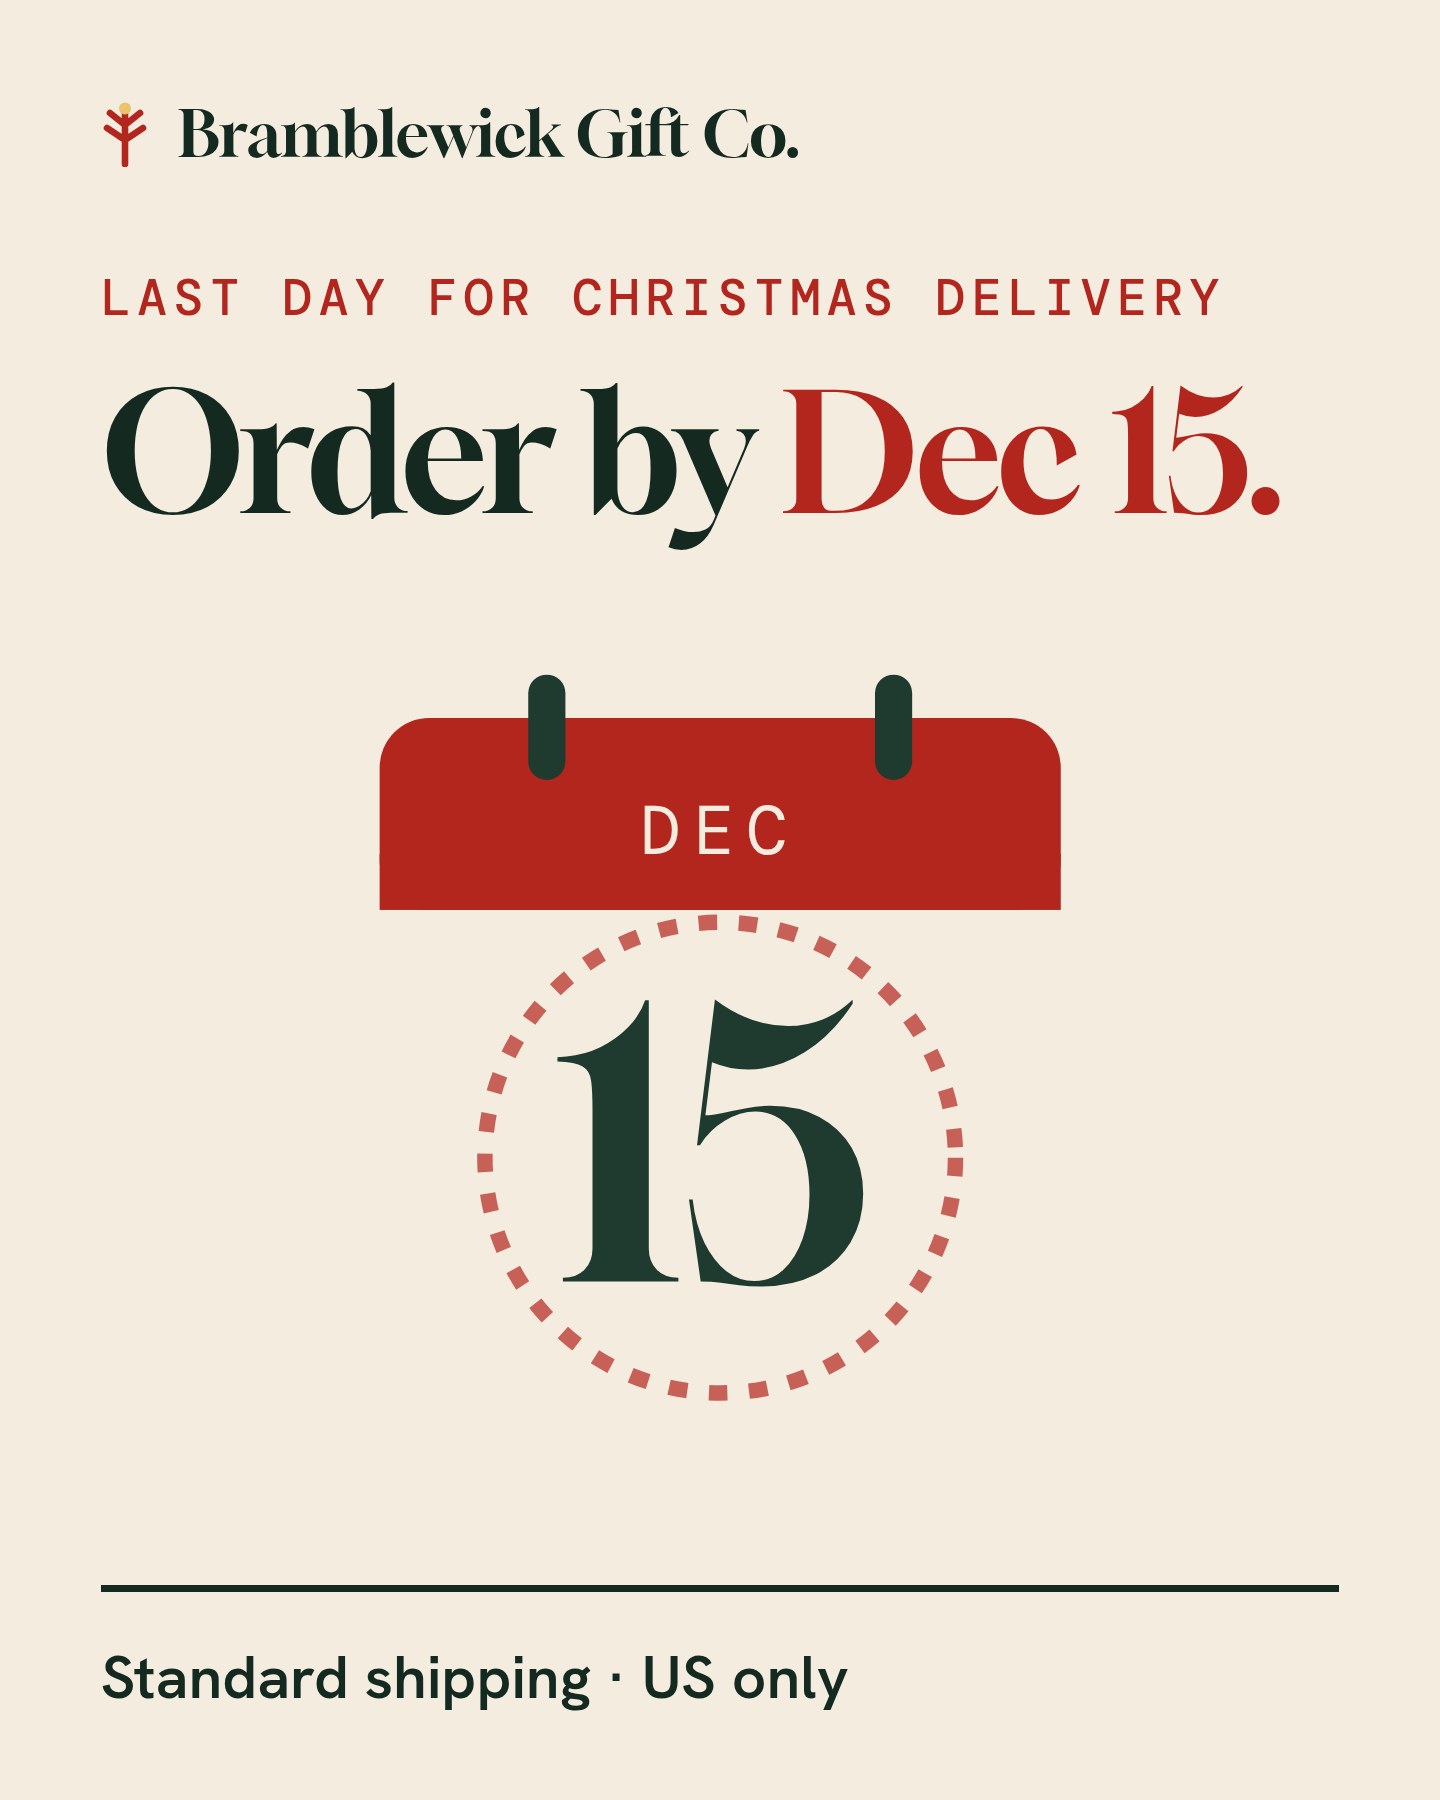 Bramblewick Gift Co.
LAST DAY FOR CHRISTMAS DELIVERY
Order by Dec 15.
DEC
15
Standard shipping · US only